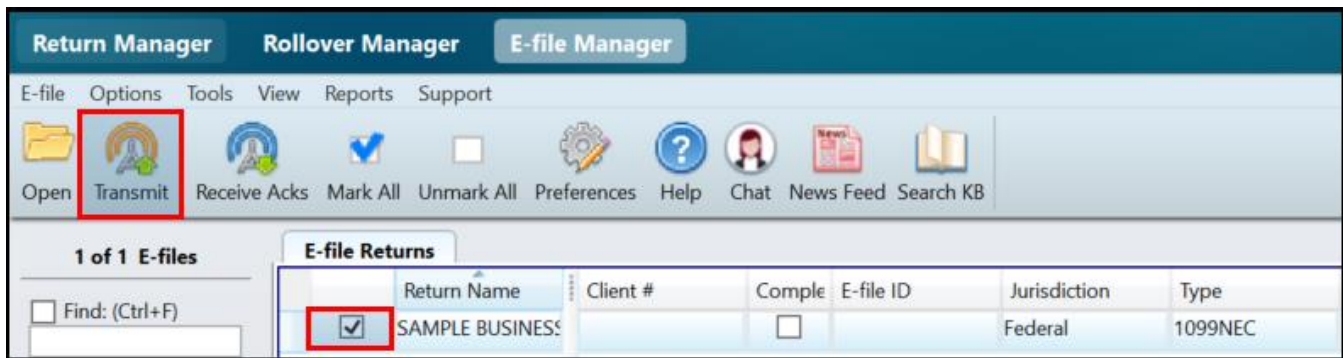 Return Manager Rollover Manager E-file Manager
E-file Options Tools View Reports Support
News
Open Transmit Receive Acks Mark All Unmark All Preferences Help Chat News Feed Search KB
1 of 1 E-files
E-file Returns
Return Name Client # Comple E-file ID Jurisdiction Type
Find: (Ctrl+F)
SAMPLE BUSINESS Federal 1099NEC